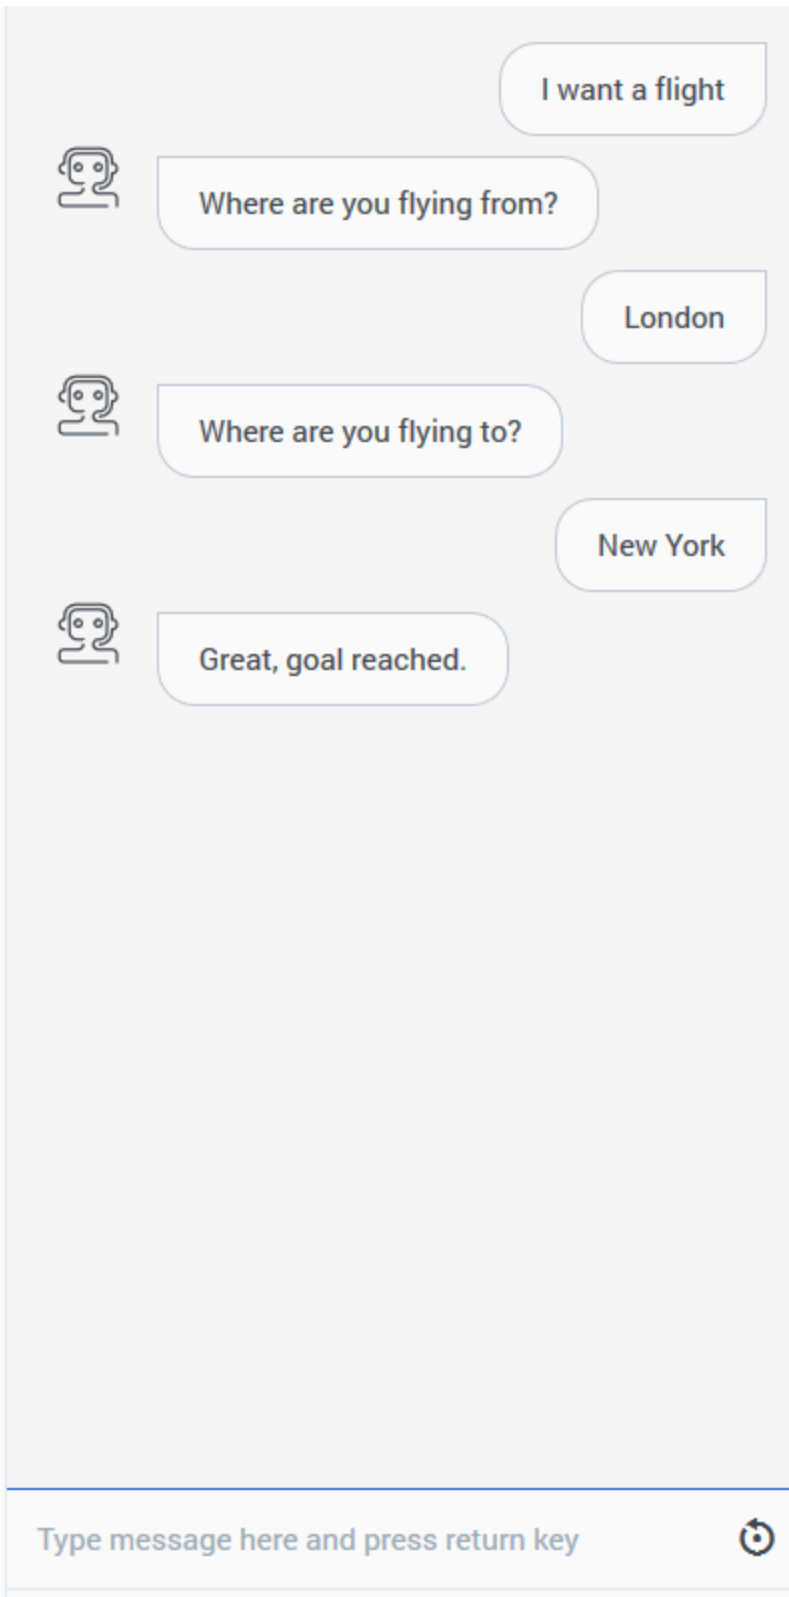 I want a flight
Where are you flying from?
London
Where are you flying to?
New York
Great, goal reached.
Type message here and press return key